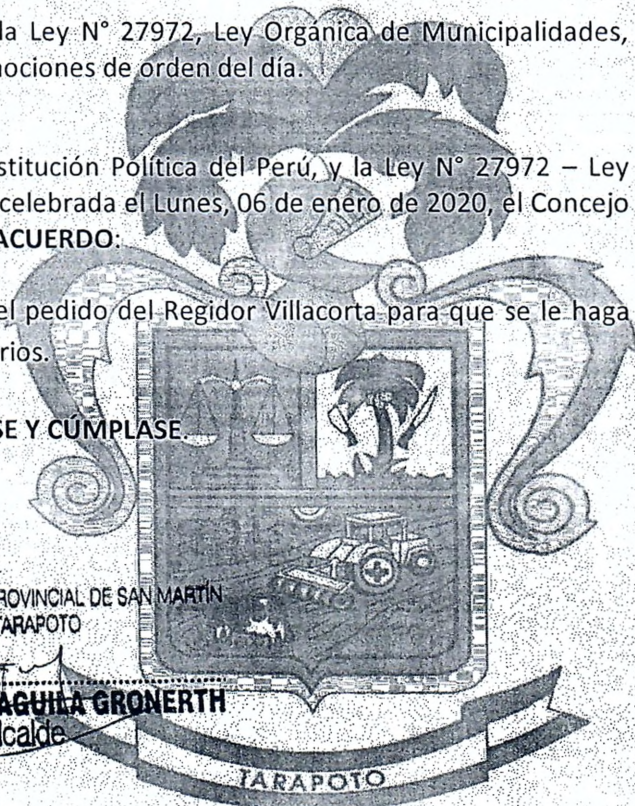 la Ley N° 27972, Ley Orgánica de Municipalidades,
mociones de orden del día.
stitución Política del Perú, y la Ley N° 27972 – Ley
celebrada el Lunes, 06 de enero de 2020, el Concejo
ACUERDO:
el pedido del Regidor Villacorta para que se le haga
rios.
SE Y CÚMPLASE.
ROVINCIAL DE SAN MARTÍN
TARAPOTO
AGUILA GRONERTH
lcalde
TARAPOTO